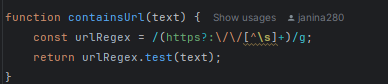 function containsUrl(text) { Show usages janina280
const urlRegex = /(https?:\/\/[^\s]+)/g;
return urlRegex.test(text);
}